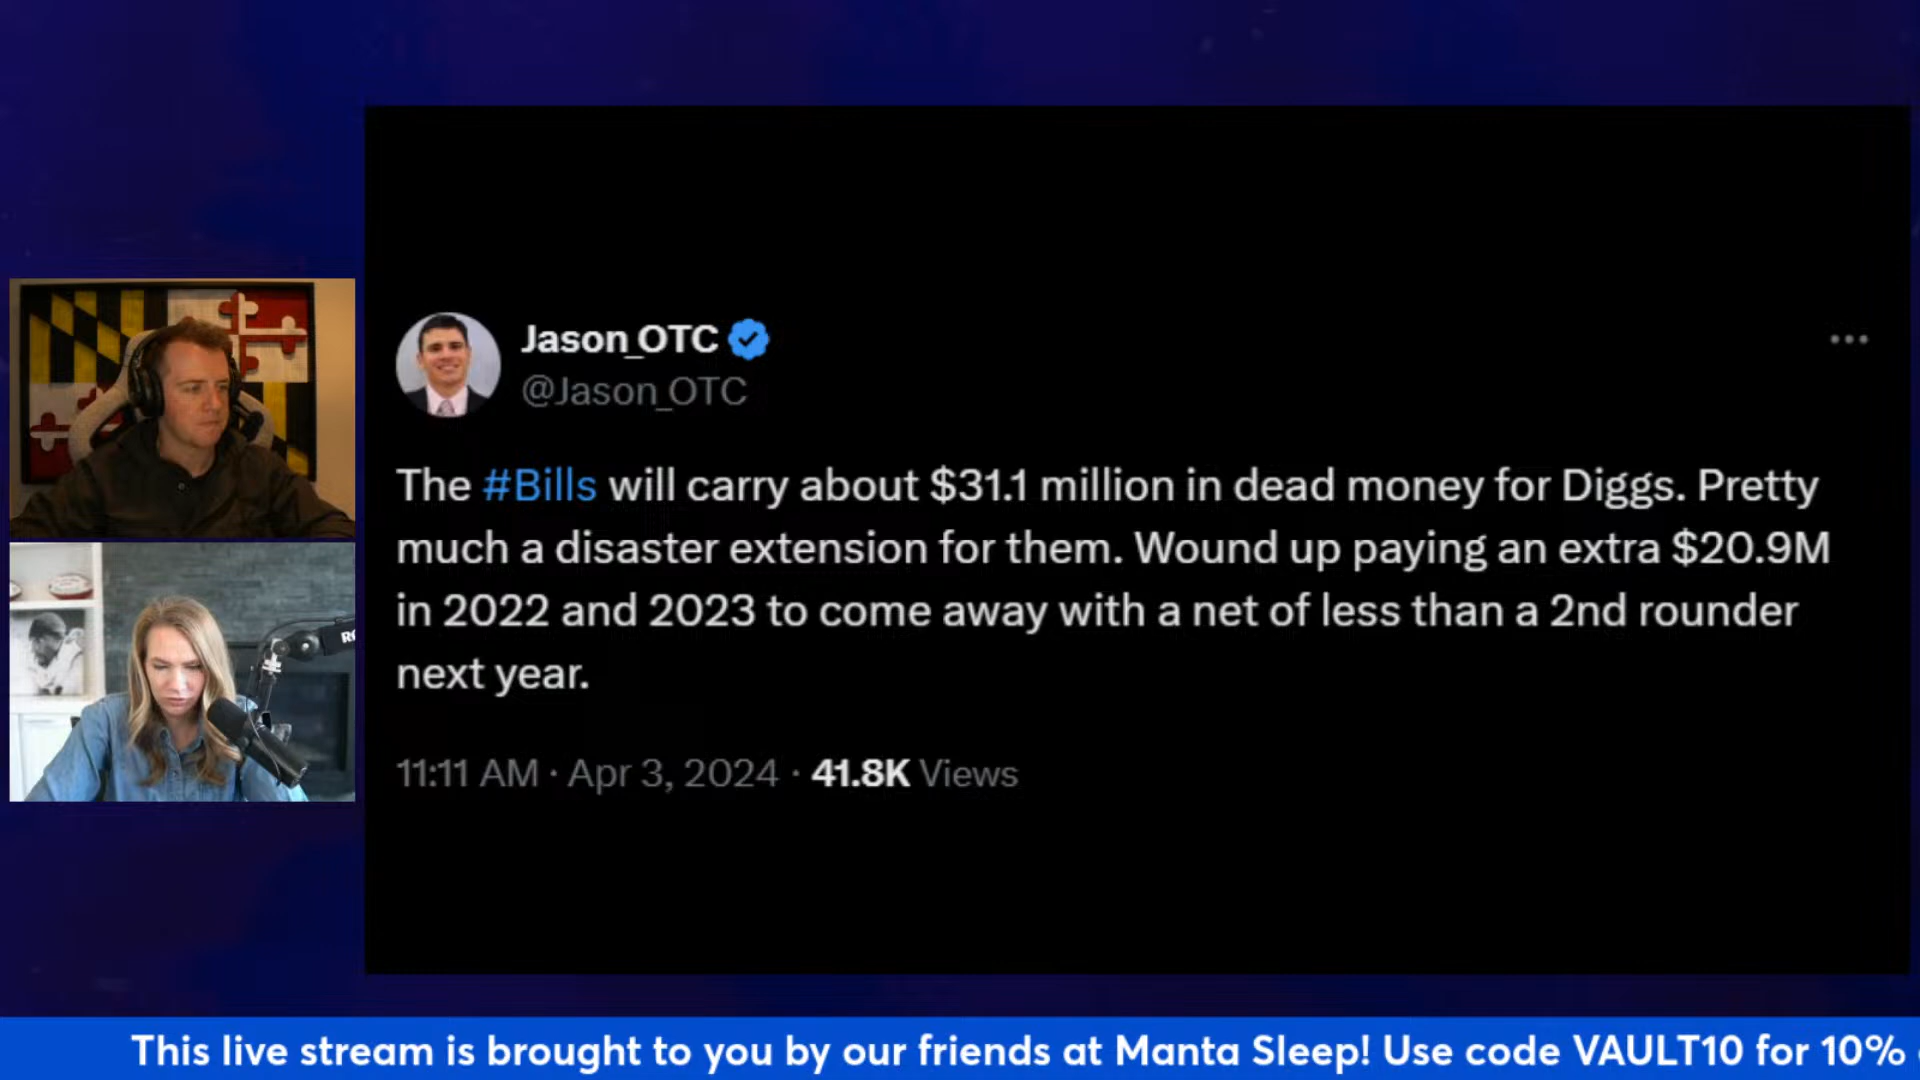 Jason_OTC
@Jason_OTC
The #Bills will carry about $31.1 million in dead money for Diggs. Pretty
much a disaster extension for them. Wound up paying an extra $20.9M
in 2022 and 2023 to come away with a net of less than a 2nd rounder
next year.
11:11 AM · Apr 3, 2024 · 41.8K Views
This live stream is brought to you by our friends at Manta Sleep! Use code VAULT10 for 10%